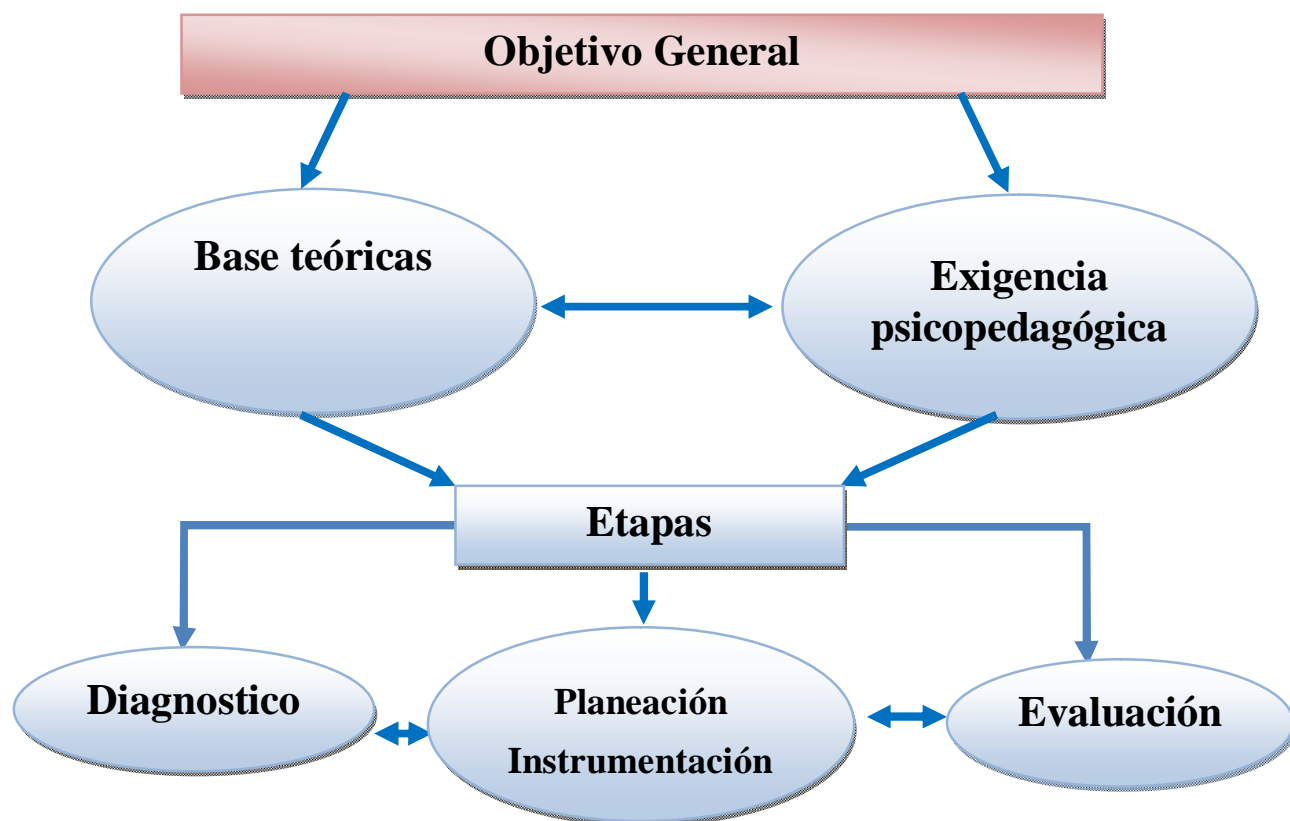 Objetivo General
Base teóricas
Exigencia
psicopedagógica
Etapas
Diagnostico
Planeación
Instrumentación
Evaluación